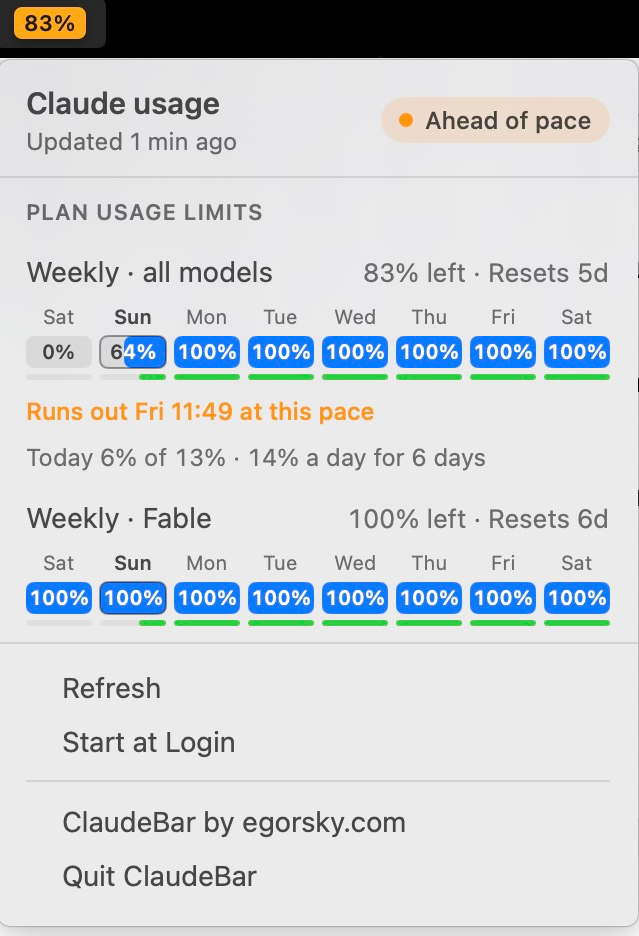 83%
Claude usage
Updated 1 min ago
Ahead of pace
PLAN USAGE LIMITS
Weekly · all models 83% left · Resets 5d
Sat Sun Mon Tue Wed Thu Fri Sat
0% 64% 100% 100% 100% 100% 100% 100%
Runs out Fri 11:49 at this pace
Today 6% of 13% · 14% a day for 6 days
Weekly · Fable 100% left · Resets 6d
Sat Sun Mon Tue Wed Thu Fri Sat
100% 100% 100% 100% 100% 100% 100% 100%
Refresh
Start at Login
ClaudeBar by egorsky.com
Quit ClaudeBar